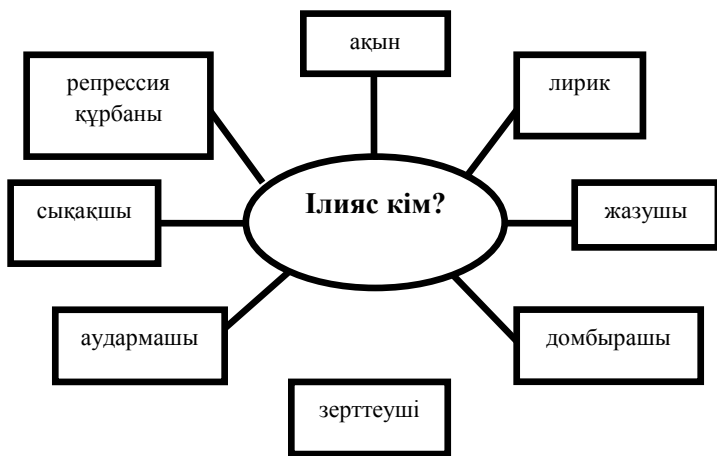 ақын
репрессия
құрбаны
лирик
Ілияс кім?
сықақшы
жазушы
аудармашы
домбырашы
зерттеуші